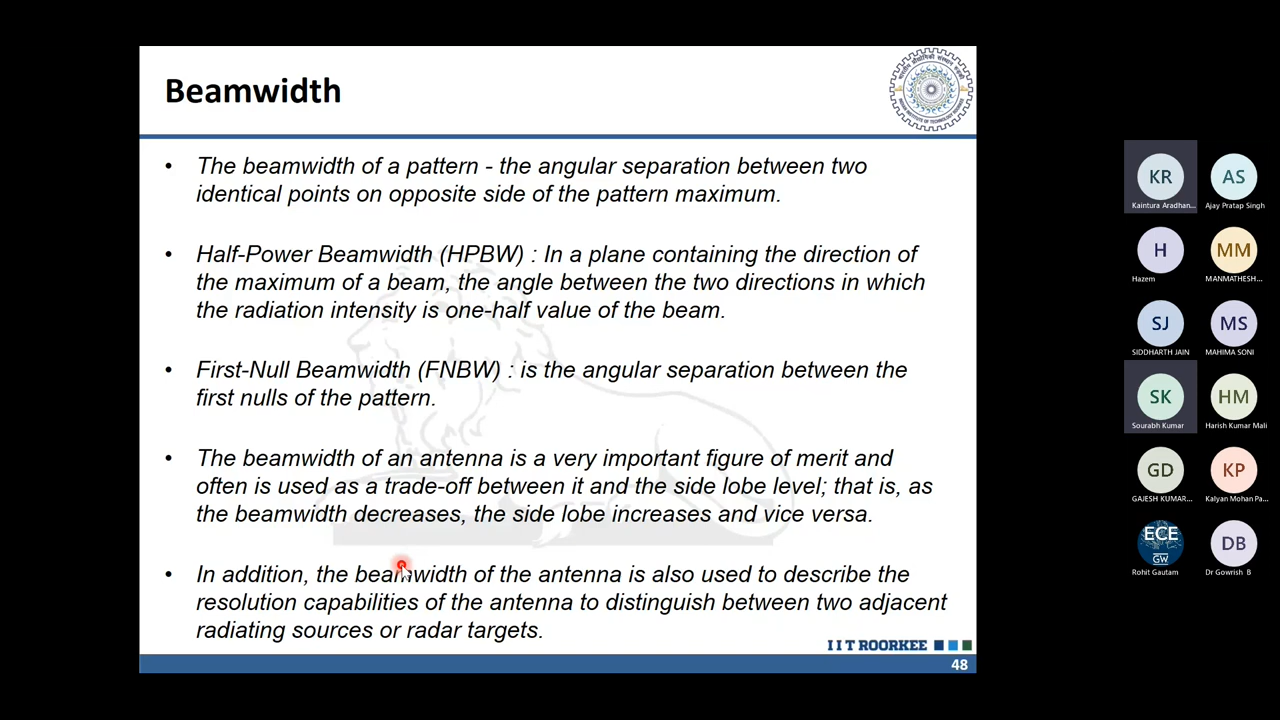 Beamwidth
• The beamwidth of a pattern - the angular separation between two
identical points on opposite side of the pattern maximum.
• Half-Power Beamwidth (HPBW) : In a plane containing the direction of
the maximum of a beam, the angle between the two directions in which
the radiation intensity is one-half value of the beam.
• First-Null Beamwidth (FNBW) : is the angular separation between the
first nulls of the pattern.
• The beamwidth of an antenna is a very important figure of merit and
often is used as a trade-off between it and the side lobe level; that is, as
the beamwidth decreases, the side lobe increases and vice versa.
• In addition, the beamwidth of the antenna is also used to describe the
resolution capabilities of the antenna to distinguish between two adjacent
radiating sources or radar targets.
IIT ROORKEE
48
KR AS
Kaintura Aradhan... Ajay Pratap Singh
H MM
Hazem MANMATHESH...
SJ MS
SIDDHARTH JAIN MAHIMA SONI
SK HM
Sourabh Kumar Harish Kumar Mali
GD KP
GAJESH KUMAR... Kalyan Mohan Pa...
ECE GW DB
Rohit Gautam Dr Gowrish B